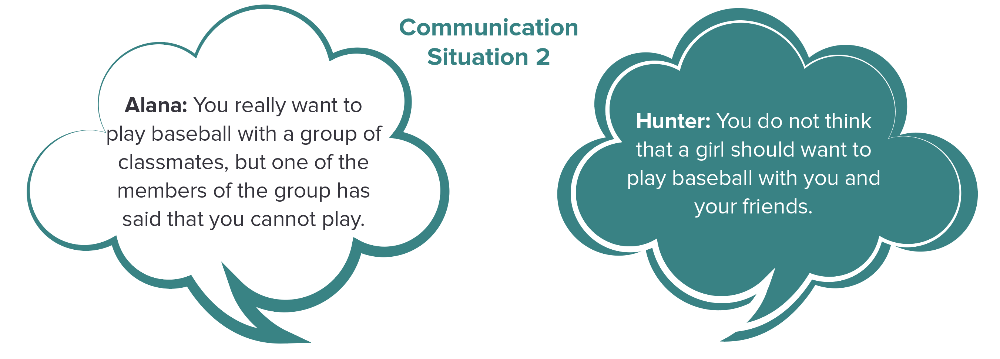 Communication
Situation 2
Alana: You really want to
play baseball with a group of
classmates, but one of the
members of the group has
said that you cannot play.
Hunter: You do not think
that a girl should want to
play baseball with you and
your friends.